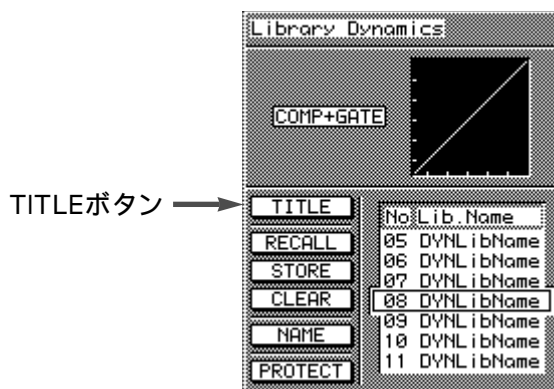 Library Dynamics
COMP+GATE
TITLEボタン
TITLE
RECALL
STORE
CLEAR
NAME
PROTECT
No Lib.Name
05 DYNLibName
06 DYNLibName
07 DYNLibName
08 DYNLibName
09 DYNLibName
10 DYNLibName
11 DYNLibName